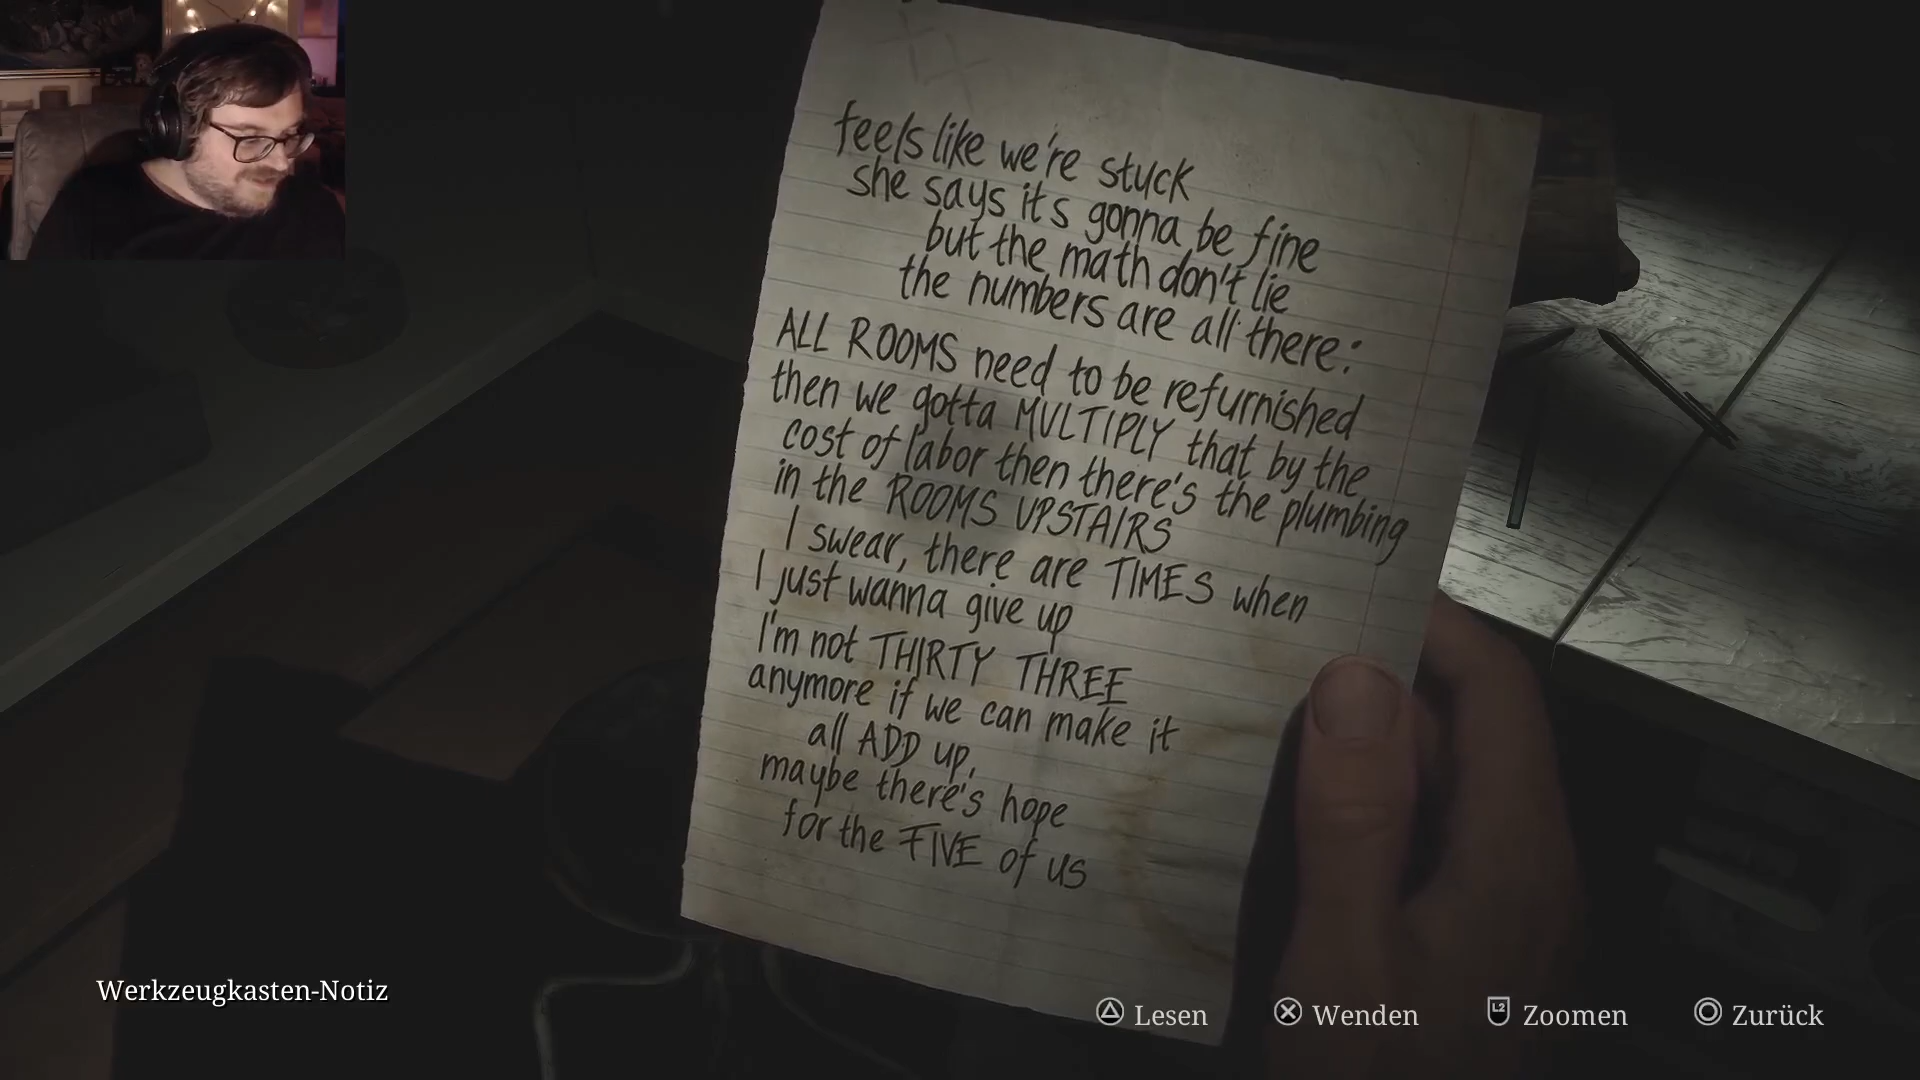 feels like we're stuck
she says it's gonna be fine
but the math don't lie
the numbers are all there:
ALL ROOMS need to be refurnished
then we gotta MULTIPLY that by the
cost of labor then there's the plumbing
in the ROOMS UPSTAIRS
I swear, there are TIMES when
I just wanna give up
I'm not THIRTY THREE
anymore if we can make it
all ADD up,
maybe there's hope
for the FIVE of us
Werkzeugkasten-Notiz
Lesen
Wenden
L2 Zoomen
Zurück